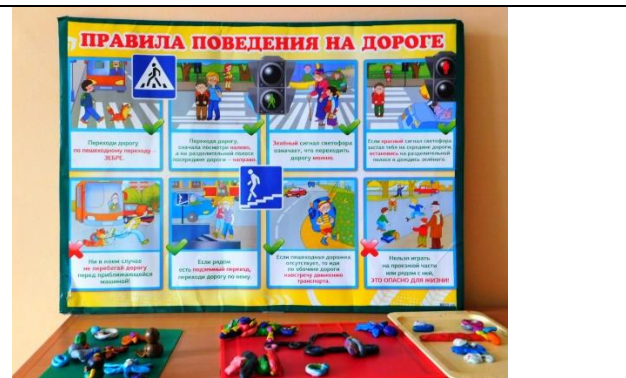 ПРАВИЛА ПОВЕДЕНИЯ НА ДОРОГЕ
Переходи дорогу
по пешеходному переходу –
ЗЕБРЕ.
Переходя дорогу,
сначала посмотри налево,
а на разделительной полосе
посередине дороги – направо.
Зелёный сигнал светофора
означает, что переходить
дорогу можно.
Если красный сигнал светофора
застал тебя на середине дороги,
остановись на разделительной
полосе и дождись зелёного.
Ни в коем случае
не перебегай дорогу
перед приближающейся
машиной!
Если рядом
есть подземный переход,
переходи дорогу по нему.
Если пешеходная дорожка
отсутствует, то иди
по обочине дороги
навстречу движению
транспорта.
Нельзя играть
на проезжей части
или рядом с ней,
ЭТО ОПАСНО ДЛЯ ЖИЗНИ!